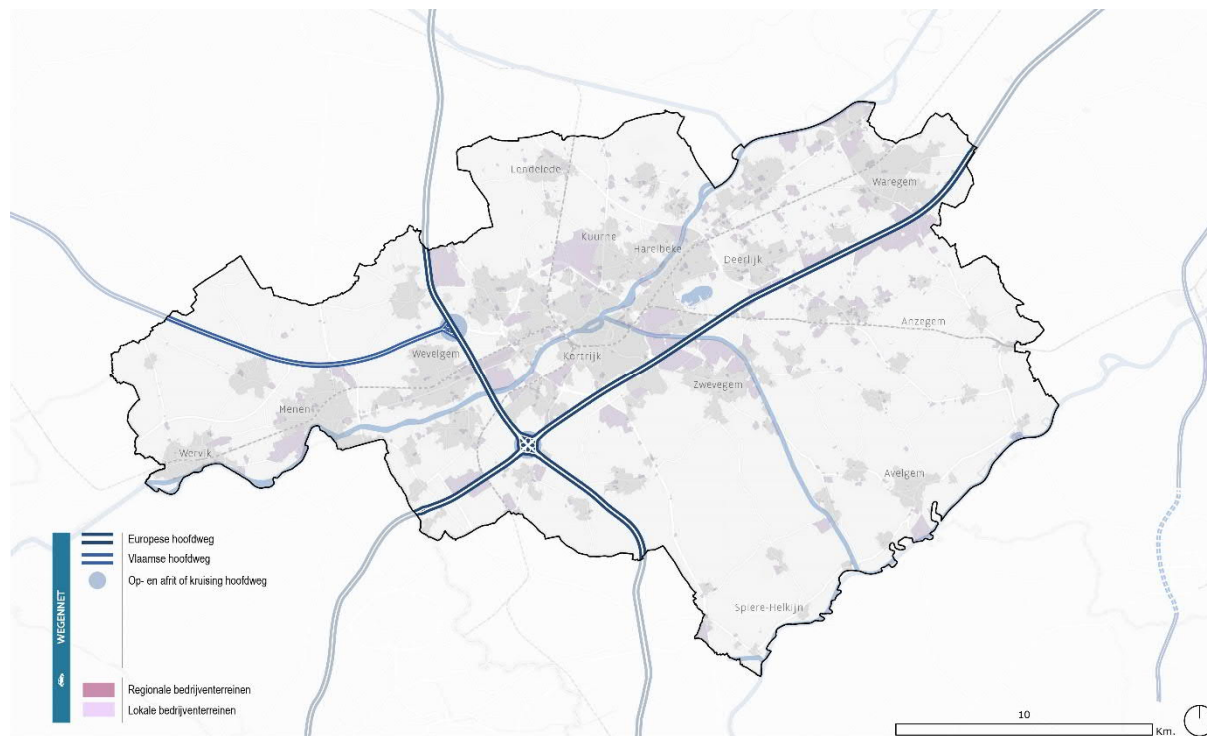 Lendelede
Waregem
Kuurne
Harelbeke
Deerlijk
Anzegem
Wevelgem
Kortrijk
Zwevegem
Menen
Wervik
Avelgem
Spiere-Helkijn
WEGENNET
Europese hoofdweg
Vlaamse hoofdweg
Op- en afrit of kruising hoofdweg
Regionale bedrijventerreinen
Lokale bedrijventerreinen
10
Km.